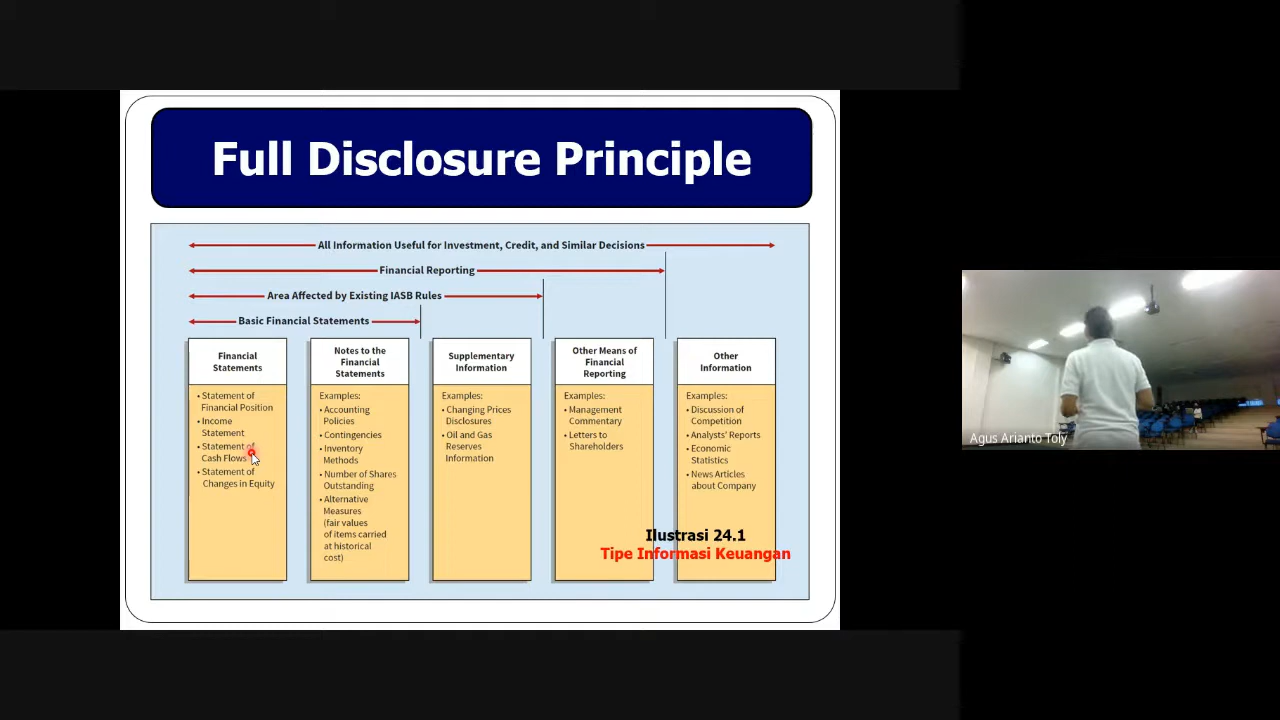 Full Disclosure Principle
All Information Useful for Investment, Credit, and Similar Decisions
Financial Reporting
Area Affected by Existing IASB Rules
Basic Financial Statements
Financial
Statements
• Statement of
Financial Position
• Income
Statement
• Statement of
Cash Flows
• Statement of
Changes in Equity
Notes to the
Financial
Statements
Examples:
• Accounting
Policies
• Contingencies
• Inventory
Methods
• Number of Shares
Outstanding
• Alternative
Measures
(fair values
of items carried
at historical
cost)
Supplementary
Information
Examples:
• Changing Prices
Disclosures
• Oil and Gas
Reserves
Information
Other Means of
Financial
Reporting
Examples:
• Management
Commentary
• Letters to
Shareholders
Other
Information
Examples:
• Discussion of
Competition
• Analysts' Reports
• Economic
Statistics
• News Articles
about Company
Ilustrasi 24.1
Tipe Informasi Keuangan
Agus Arianto Toly